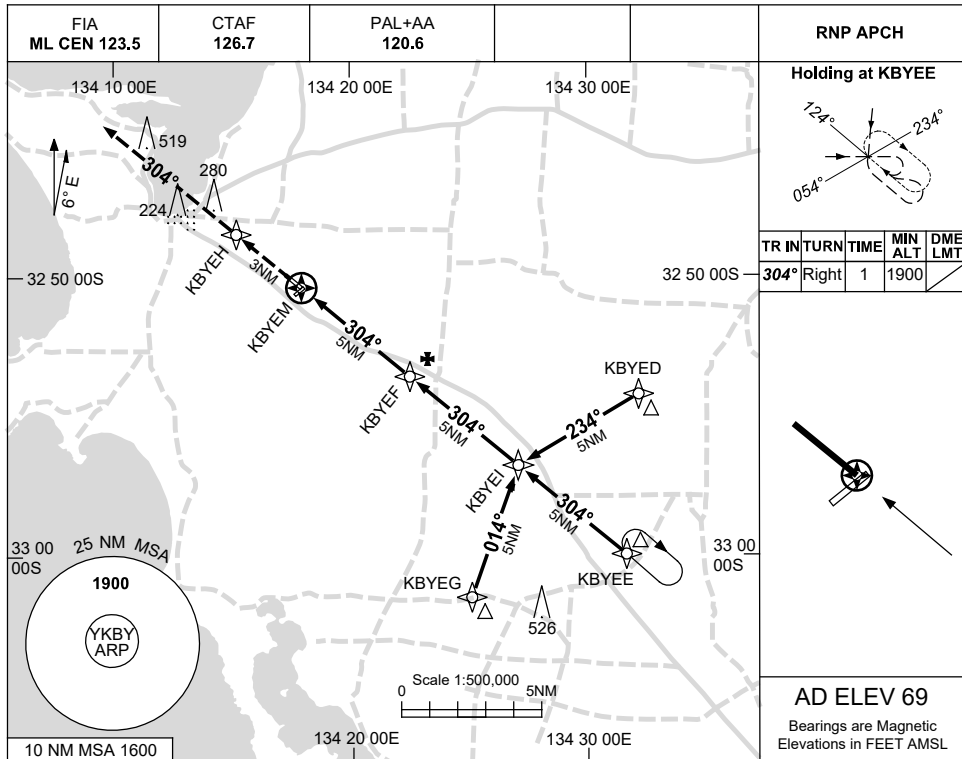 FIA
ML CEN 123.5
CTAF
126.7
PAL+AA
120.6
RNP APCH
134 10 00E
134 20 00E
134 30 00E
Holding at KBYEE
124°
234°
054°
TR IN TURN TIME MIN ALT DME LMT
304° Right 1 1900
519
304°
280
224
6° E
KBYEH
3NM
32 50 00S
32 50 00S
KBYEM
304°
5NM
KBYEF
KBYED
304°
5NM
234°
5NM
KBYEI
304°
5NM
014°
5NM
33 00
00S
33 00
00S
25 NM MSA
1900
YKBY
ARP
KBYEG
KBYEE
526
Scale 1:500,000
0
5NM
134 20 00E
134 30 00E
10 NM MSA 1600
AD ELEV 69
Bearings are Magnetic
Elevations in FEET AMSL